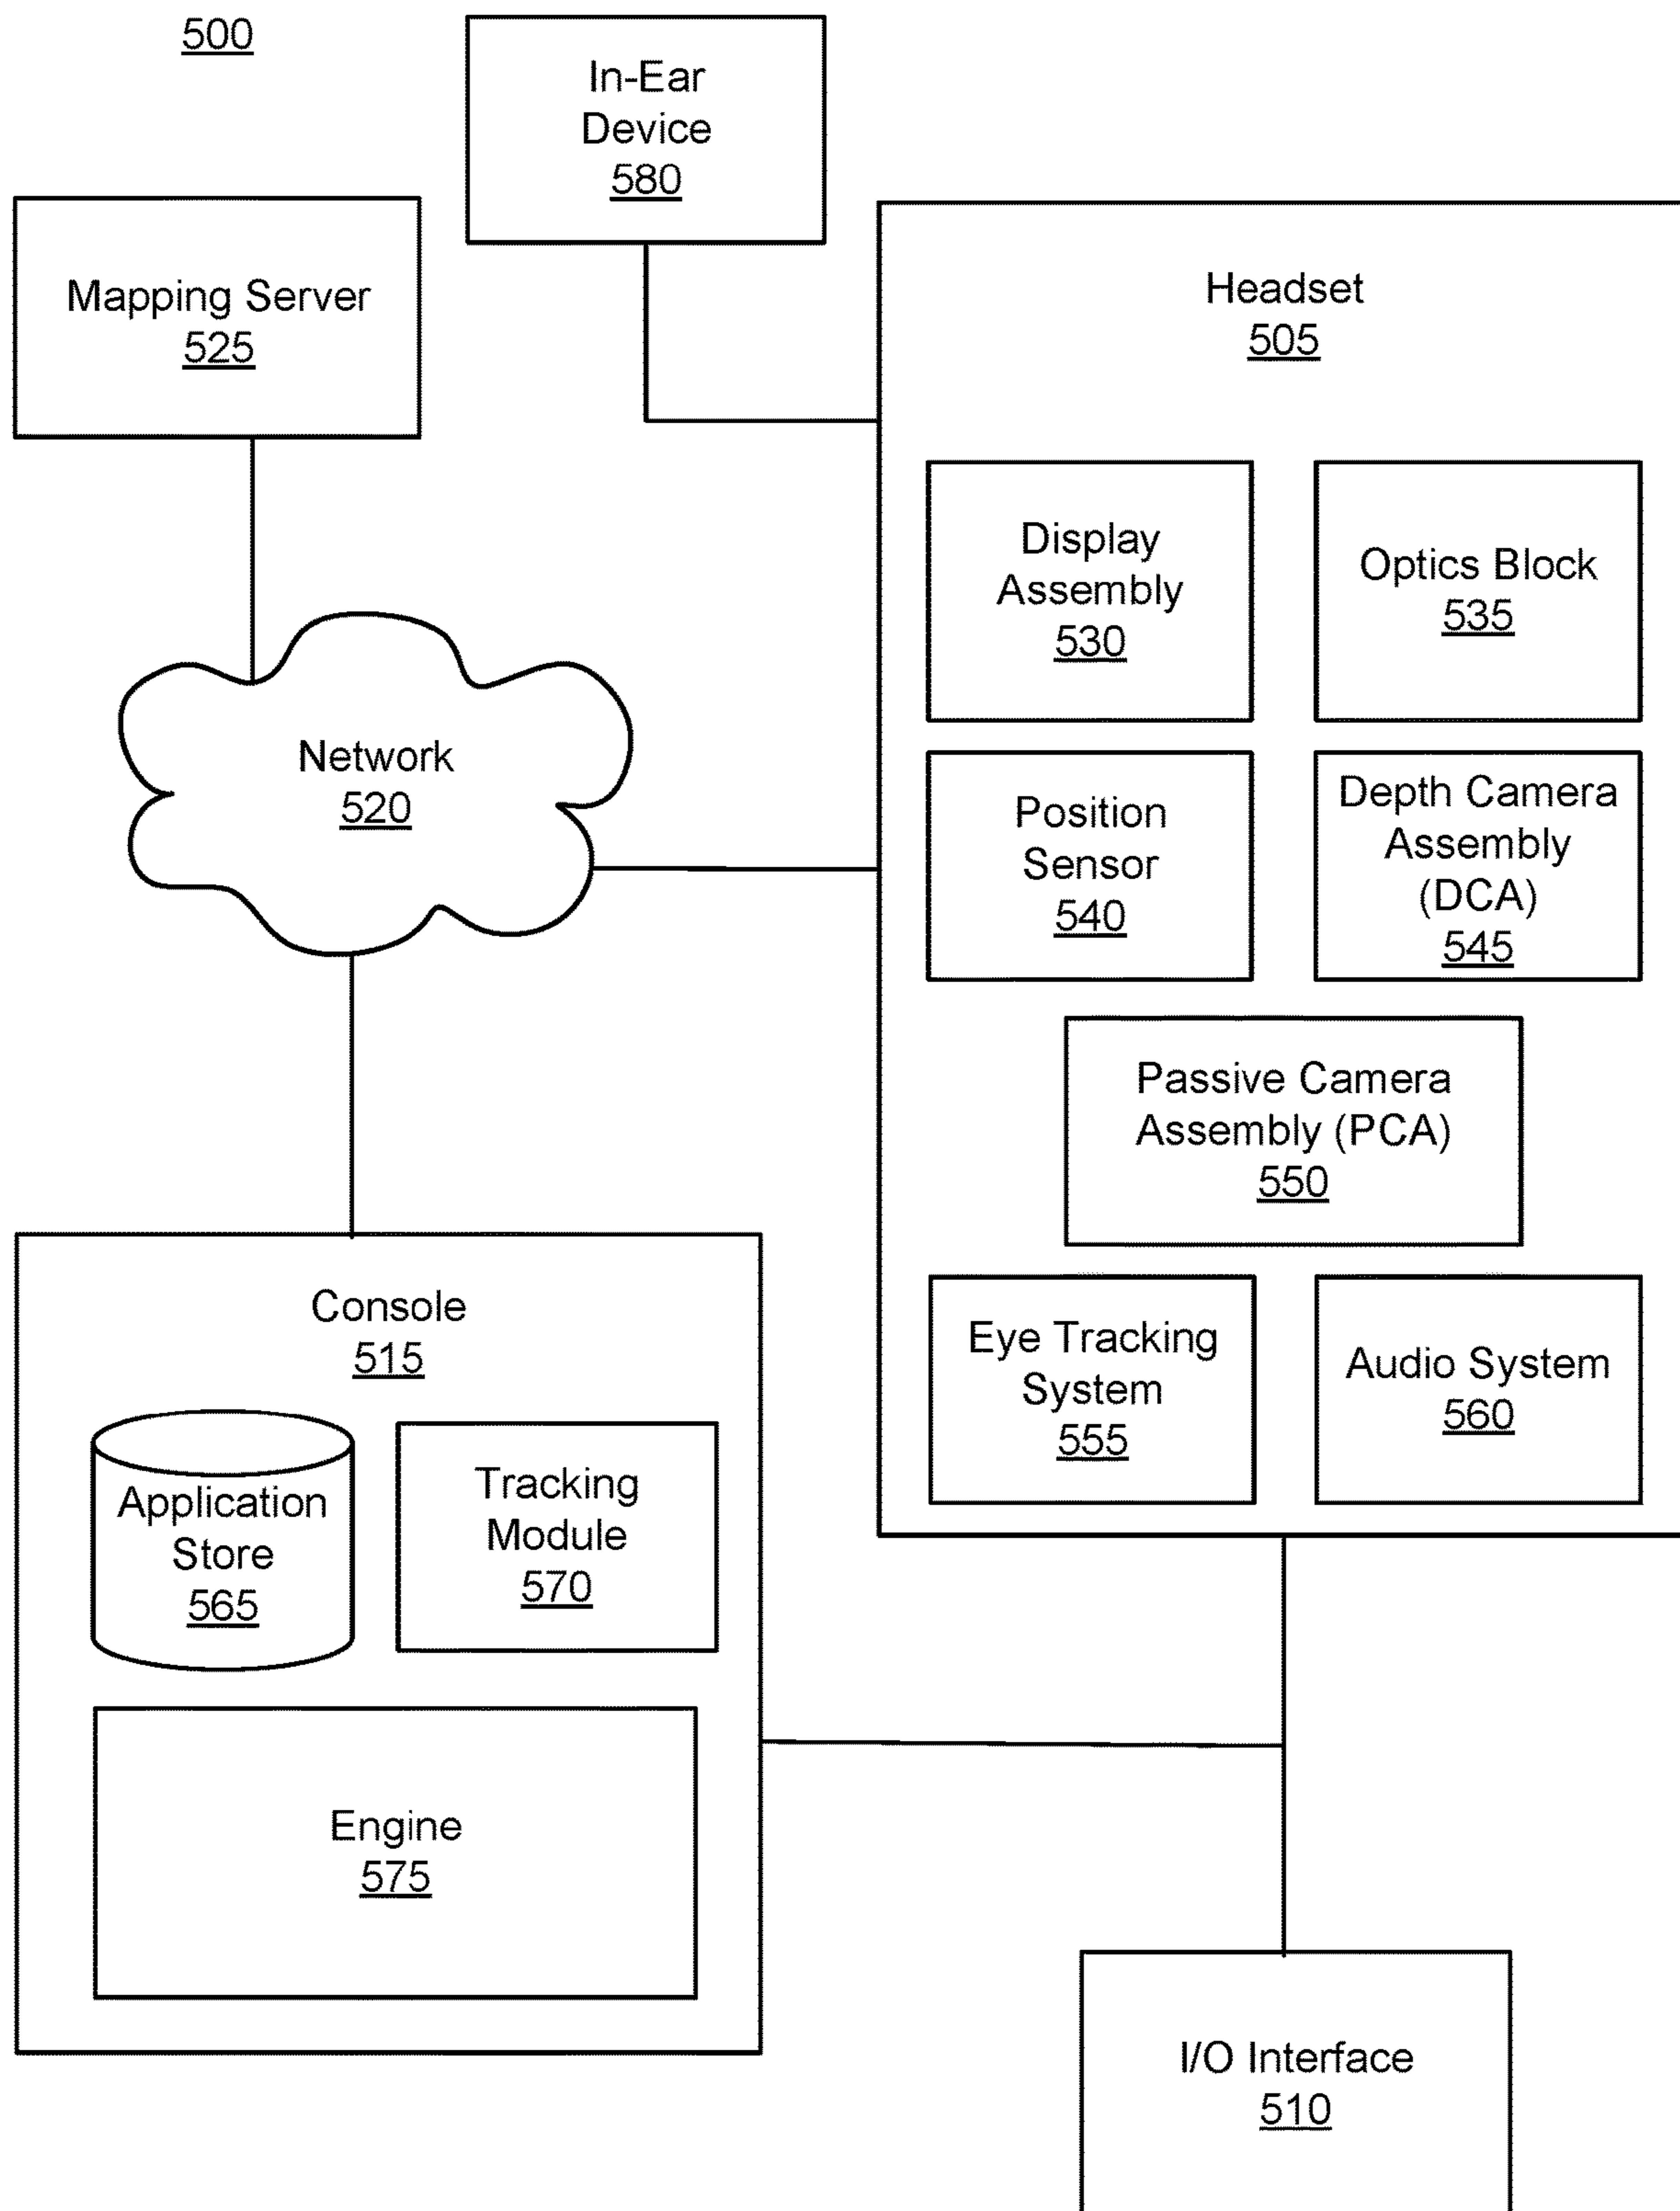 500
In-Ear
Device
580
Mapping Server
525
Headset
505
Display
Assembly
530
Optics Block
535
Network
520
Position
Sensor
540
Depth Camera
Assembly
(DCA)
545
Passive Camera
Assembly (PCA)
550
Eye Tracking
System
555
Audio System
560
Console
515
Application
Store
565
Tracking
Module
570
Engine
575
I/O Interface
510